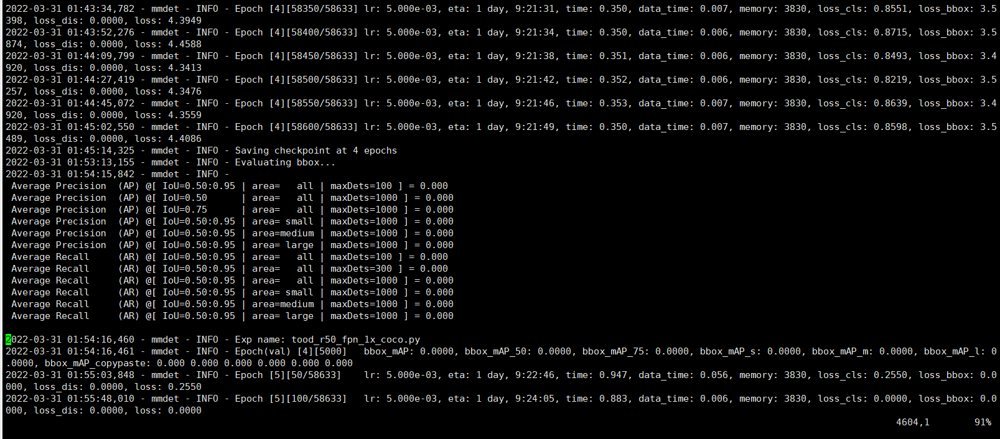 2022-03-31 01:43:34,782 - mmdet - INFO - Epoch [4][58350/58633] lr: 5.000e-03, eta: 1 day, 9:21:31, time: 0.350, data_time: 0.007, memory: 3830, loss_cls: 0.8551, loss_bbox: 3.5
398, loss_dis: 0.0000, loss: 4.3949
2022-03-31 01:43:52,276 - mmdet - INFO - Epoch [4][58400/58633] lr: 5.000e-03, eta: 1 day, 9:21:34, time: 0.350, data_time: 0.006, memory: 3830, loss_cls: 0.8715, loss_bbox: 3.5
874, loss_dis: 0.0000, loss: 4.4588
2022-03-31 01:44:09,799 - mmdet - INFO - Epoch [4][58450/58633] lr: 5.000e-03, eta: 1 day, 9:21:38, time: 0.351, data_time: 0.006, memory: 3830, loss_cls: 0.8493, loss_bbox: 3.4
920, loss_dis: 0.0000, loss: 4.3413
2022-03-31 01:44:27,419 - mmdet - INFO - Epoch [4][58500/58633] lr: 5.000e-03, eta: 1 day, 9:21:42, time: 0.352, data_time: 0.006, memory: 3830, loss_cls: 0.8219, loss_bbox: 3.5
257, loss_dis: 0.0000, loss: 4.3476
2022-03-31 01:44:45,072 - mmdet - INFO - Epoch [4][58550/58633] lr: 5.000e-03, eta: 1 day, 9:21:46, time: 0.353, data_time: 0.007, memory: 3830, loss_cls: 0.8639, loss_bbox: 3.4
920, loss_dis: 0.0000, loss: 4.3559
2022-03-31 01:45:02,550 - mmdet - INFO - Epoch [4][58600/58633] lr: 5.000e-03, eta: 1 day, 9:21:49, time: 0.350, data_time: 0.007, memory: 3830, loss_cls: 0.8598, loss_bbox: 3.5
489, loss_dis: 0.0000, loss: 4.4086
2022-03-31 01:45:14,325 - mmdet - INFO - Saving checkpoint at 4 epochs
2022-03-31 01:53:13,155 - mmdet - INFO - Evaluating bbox...
2022-03-31 01:54:15,842 - mmdet - INFO -
Average Precision  (AP) @[ IoU=0.50:0.95 | area=   all | maxDets=100 ] = 0.000
Average Precision  (AP) @[ IoU=0.50      | area=   all | maxDets=1000 ] = 0.000
Average Precision  (AP) @[ IoU=0.75      | area=   all | maxDets=1000 ] = 0.000
Average Precision  (AP) @[ IoU=0.50:0.95 | area= small | maxDets=1000 ] = 0.000
Average Precision  (AP) @[ IoU=0.50:0.95 | area=medium | maxDets=1000 ] = 0.000
Average Precision  (AP) @[ IoU=0.50:0.95 | area= large | maxDets=1000 ] = 0.000
Average Recall     (AR) @[ IoU=0.50:0.95 | area=   all | maxDets=100 ] = 0.000
Average Recall     (AR) @[ IoU=0.50:0.95 | area=   all | maxDets=300 ] = 0.000
Average Recall     (AR) @[ IoU=0.50:0.95 | area=   all | maxDets=1000 ] = 0.000
Average Recall     (AR) @[ IoU=0.50:0.95 | area= small | maxDets=1000 ] = 0.000
Average Recall     (AR) @[ IoU=0.50:0.95 | area=medium | maxDets=1000 ] = 0.000
Average Recall     (AR) @[ IoU=0.50:0.95 | area= large | maxDets=1000 ] = 0.000
2022-03-31 01:54:16,460 - mmdet - INFO - Exp name: tood_r50_fpn_1x_coco.py
2022-03-31 01:54:16,461 - mmdet - INFO - Epoch(val) [4][5000]   bbox_mAP: 0.0000, bbox_mAP_50: 0.0000, bbox_mAP_75: 0.0000, bbox_mAP_s: 0.0000, bbox_mAP_m: 0.0000, bbox_mAP_l: 0
.0000, bbox_mAP_copypaste: 0.000 0.000 0.000 0.000 0.000 0.000
2022-03-31 01:55:03,848 - mmdet - INFO - Epoch [5][50/58633]    lr: 5.000e-03, eta: 1 day, 9:22:46, time: 0.947, data_time: 0.056, memory: 3830, loss_cls: 0.2550, loss_bbox: 0.0
000, loss_dis: 0.0000, loss: 0.2550
2022-03-31 01:55:48,010 - mmdet - INFO - Epoch [5][100/58633]   lr: 5.000e-03, eta: 1 day, 9:24:05, time: 0.883, data_time: 0.006, memory: 3830, loss_cls: 0.0000, loss_bbox: 0.0
000, loss_dis: 0.0000, loss: 0.0000
4604,1        91%